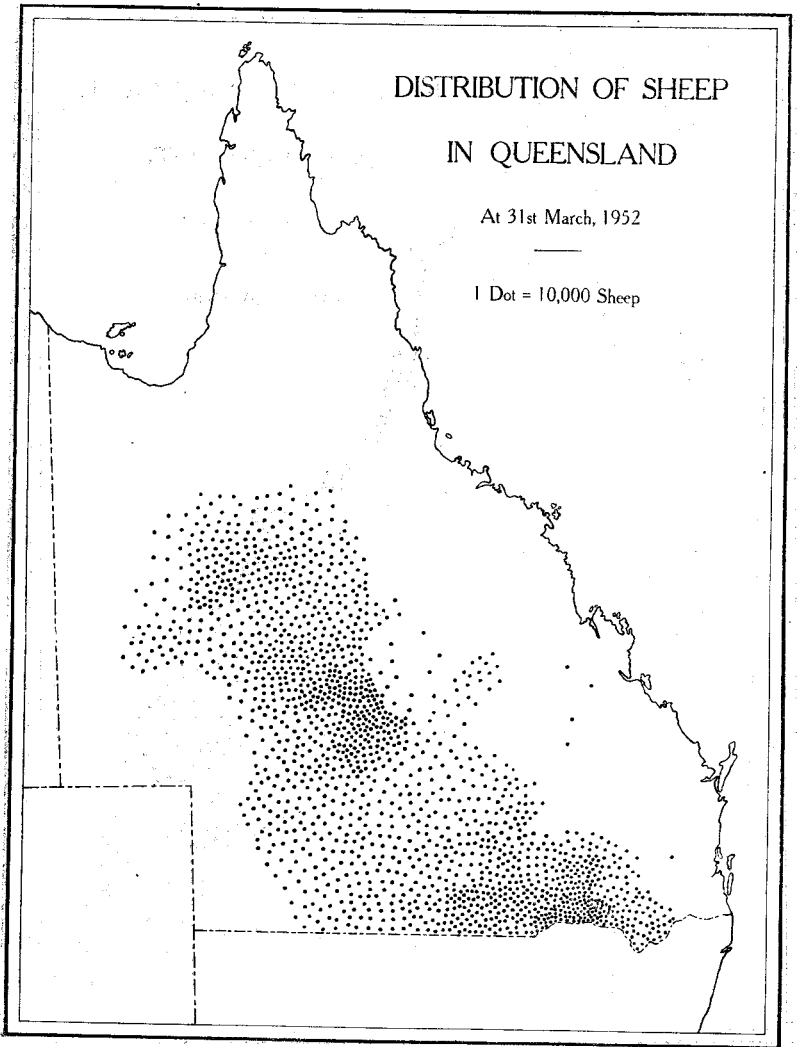 DISTRIBUTION OF SHEEP
IN QUEENSLAND
At 31st March, 1952
1 Dot = 10,000 Sheep